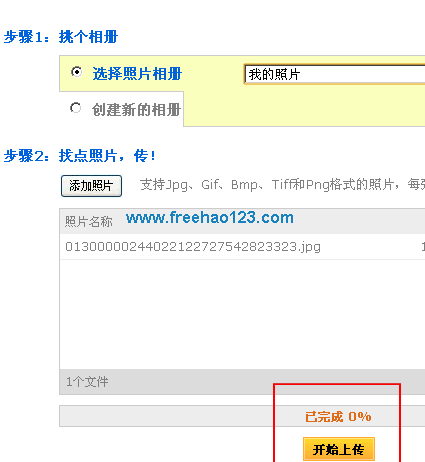 步骤1：挑个相册
选择照片相册 我的照片
创建新的相册
步骤2：找点照片，传！
添加照片 支持Jpg、Gif、Bmp、Tiff和Png格式的照片，每
照片名称 www.freehao123.com
01300000244022122727542823323.jpg 1
1个文件
已完成 0%
开始上传